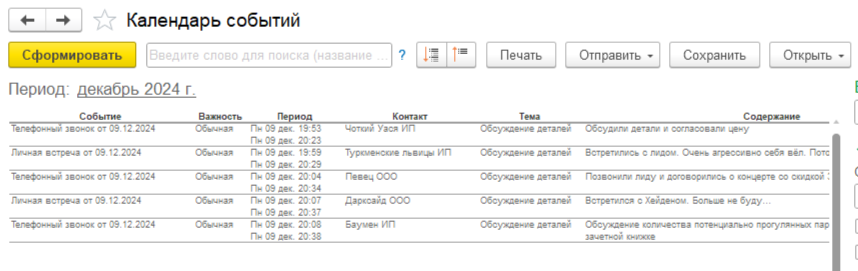 Календарь событий
Сформировать
Введите слово для поиска (название ...
?
Печать
Отправить
Сохранить
Открыть
Период: декабрь 2024 г.
Событие Важность Период Контакт Тема Содержание
Телефонный звонок от 09.12.2024 Обычная Пн 09 дек. 19:53 Чоткий Уася ИП Обсуждение деталей Обсудили детали и согласовали цену
Пн 09 дек. 20:23
Личная встреча от 09.12.2024 Обычная Пн 09 дек. 19:59 Туркменские львицы ИП Обсуждение деталей Встретились с лидом. Очень агрессивно себя вёл. Пото
Пн 09 дек. 20:29
Телефонный звонок от 09.12.2024 Обычная Пн 09 дек. 20:04 Певец ООО Обсуждение деталей Позвонили лиду и договорились о концерте со скидкой
Пн 09 дек. 20:34
Личная встреча от 09.12.2024 Обычная Пн 09 дек. 20:07 Дарксайд ООО Обсуждение деталей Встретился с Хейденом. Больше не буду...
Пн 09 дек. 20:37
Телефонный звонок от 09.12.2024 Обычная Пн 09 дек. 20:08 Баумен ИП Обсуждение деталей Обсуждение количества потенциально прогулянных пар
Пн 09 дек. 20:38 зачетной книжке